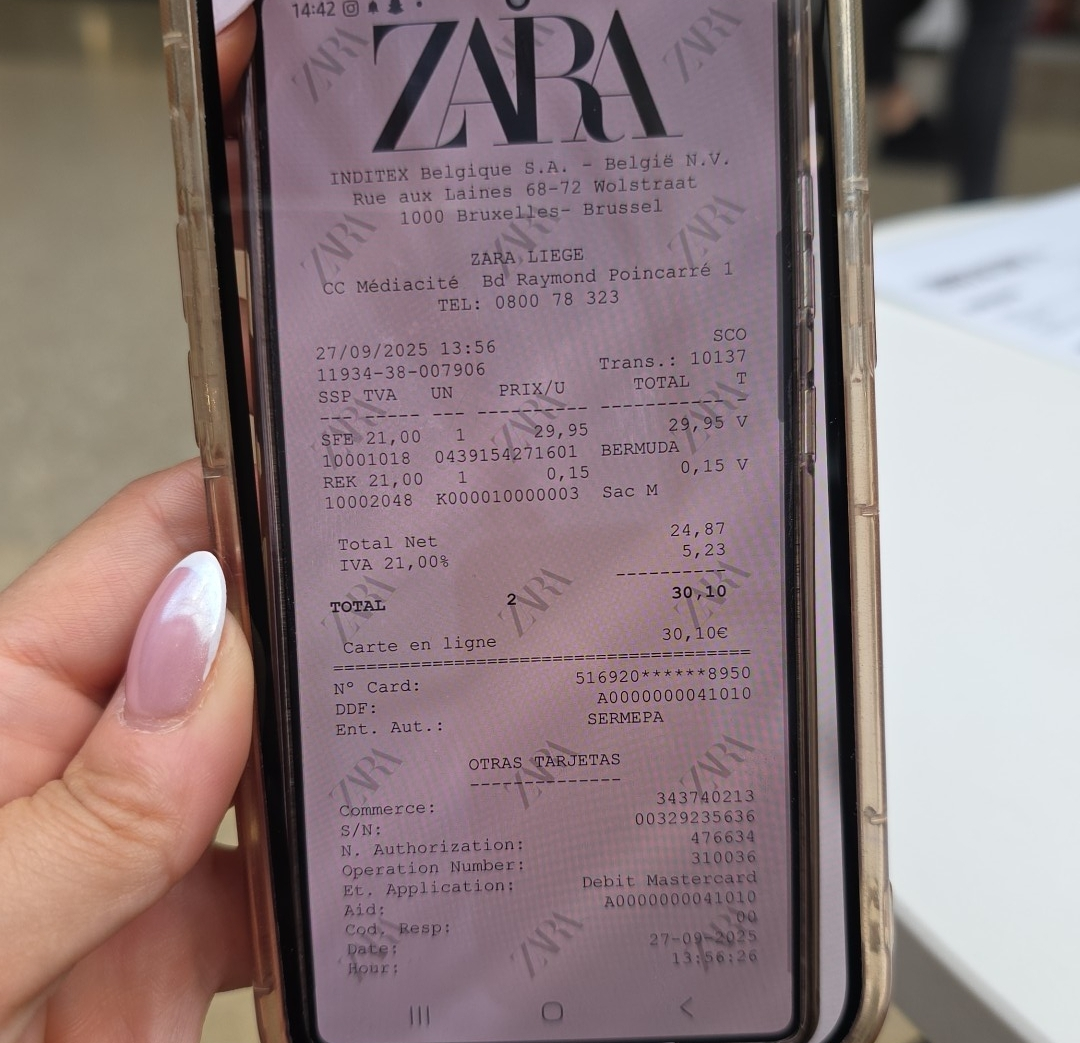 14:42
ZARA
INDITEX Belgique S.A. - België N.V.
Rue aux Laines 68-72 Wolstraat
1000 Bruxelles- Brussel
ZARA LIEGE
CC Médiacité Bd Raymond Poincarré 1
TEL: 0800 78 323
SCO
27/09/2025 13:56
Trans.: 10137
11934-38-007906
SSP TVA UN PRIX/U TOTAL T
--- ----- --- ---------- -------------- -
SFE 21,00 1 29,95 29,95 V
10001018 0439154271601 BERMUDA
REK 21,00 1 0,15 0,15 V
10002048 K000010000003 Sac M
Total Net 24,87
IVA 21,00% 5,23
----------
TOTAL 2 30,10
Carte en ligne 30,10€
======================================
N° Card: 516920******8950
DDF: A0000000041010
Ent. Aut.: SERMEPA
OTRAS TARJETAS
--------------
Commerce: 343740213
S/N: 00329235636
N. Authorization: 476634
Operation Number: 310036
Et. Application: Debit Mastercard
Aid: A0000000041010
Cod. Resp: 00
Date: 27-09-2025
Hour: 13:56:26